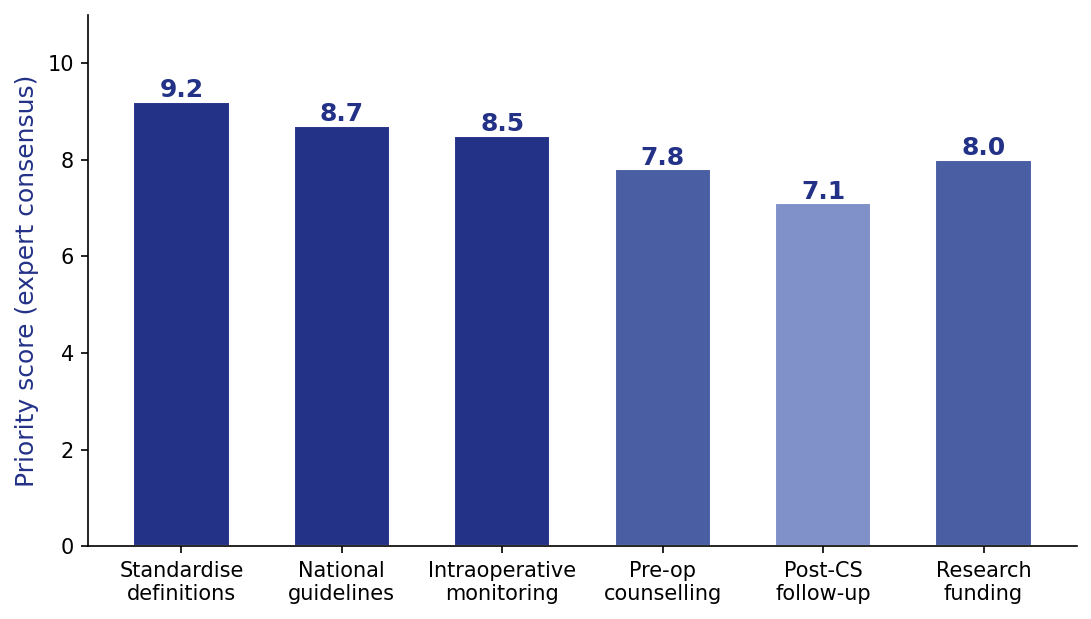 Priority score (expert consensus)
10
8
6
4
2
0
9.2
8.7
8.5
7.8
7.1
8.0
Standardise
definitions
National
guidelines
Intraoperative
monitoring
Pre-op
counselling
Post-CS
follow-up
Research
funding